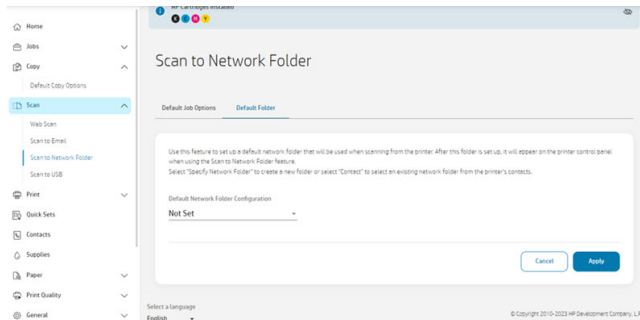 HP Cartridges Installed
K C M Y
Home
Jobs
Copy
Default Copy Options
Scan
Web Scan
Scan to Email
Scan to Network Folder
Scan to USB
Print
Quick Sets
Contacts
Supplies
Paper
Print Quality
General
Scan to Network Folder
Default Job Options
Default Folder
Use this feature to set up a default network folder that will be used when scanning from the printer. After this folder is set up, it will appear on the printer control panel
when using the Scan to Network Folder feature.
Select "Specify Network Folder" to create a new folder or select "Contact" to select an existing network folder from the printer's contacts.
Default Network Folder Configuration
Not Set
Cancel
Apply
Select a language
English
© Copyright 2010-2023 HP Development Company, L.P